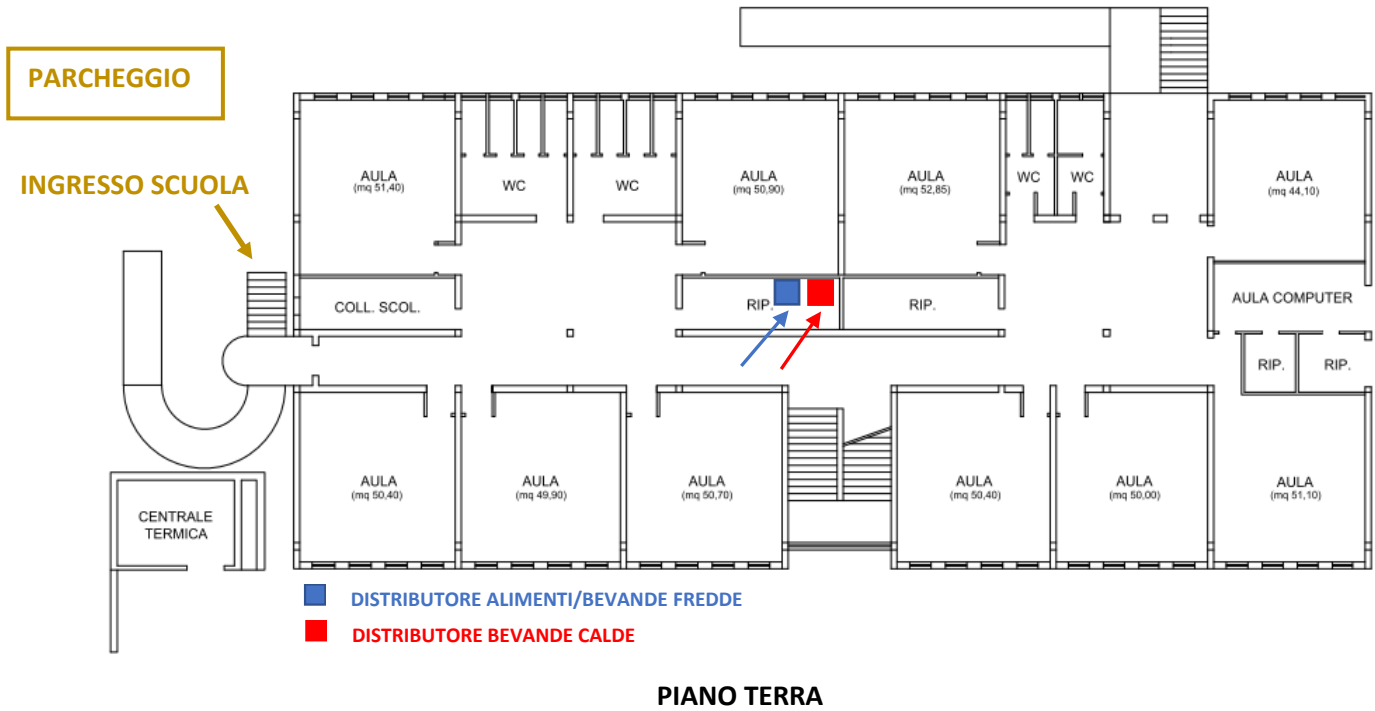 PARCHEGGIO
INGRESSO SCUOLA
AULA
(mq 51,40)
WC
WC
AULA
(mq 50,90)
AULA
(mq 52,85)
WC
WC
AULA
(mq 44,10)
COLL. SCOL.
RIP.
RIP.
AULA COMPUTER
RIP.
RIP.
AULA
(mq 50,40)
AULA
(mq 49,90)
AULA
(mq 50,70)
AULA
(mq 50,40)
AULA
(mq 50,00)
AULA
(mq 51,10)
CENTRALE
TERMICA
DISTRIBUTORE ALIMENTI/BEVANDE FREDDE
DISTRIBUTORE BEVANDE CALDE
PIANO TERRA